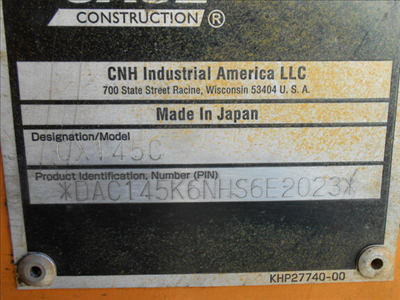 CASE
CONSTRUCTION ®
CNH Industrial America LLC
700 State Street Racine, Wisconsin 53404 U. S. A.
Made In Japan
Designation/Model
Product Identification, Number (PIN)
*DAC145K6NHS6E2023*
KHP27740-00